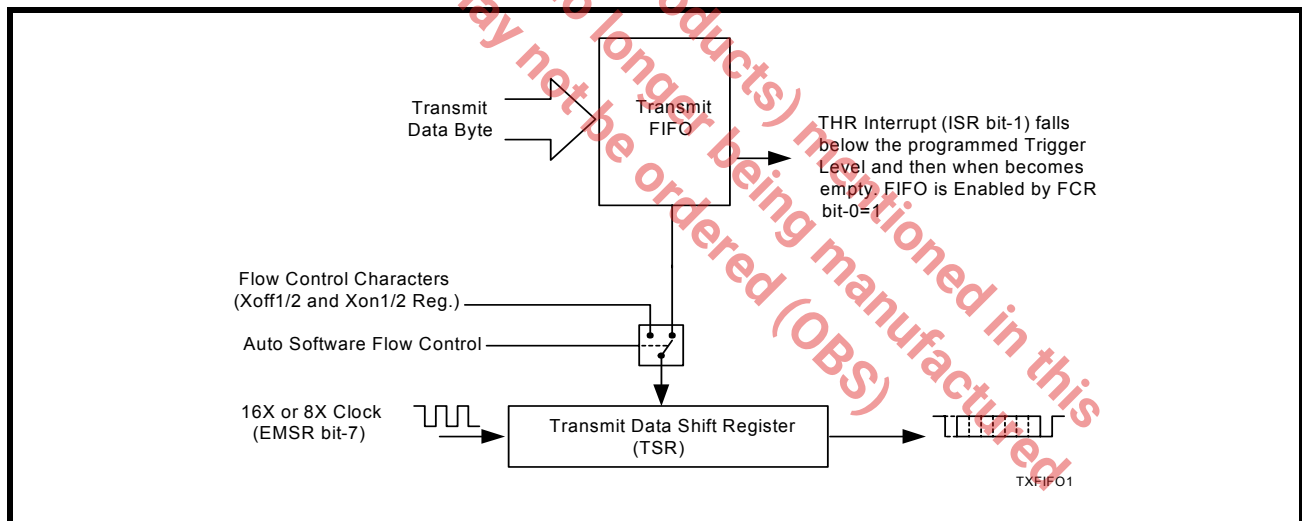 Transmit
Data Byte
Transmit
FIFO
THR Interrupt (ISR bit-1) falls
below the programmed Trigger
Level and then when becomes
empty. FIFO is Enabled by FCR
bit-0=1
Flow Control Characters
(Xoff1/2 and Xon1/2 Reg.)
Auto Software Flow Control
16X or 8X Clock
(EMSR bit-7)
Transmit Data Shift Register
(TSR)
TXFIFO1
ducts) mentioned in this
longer being manufactured
may not be ordered (OBS)